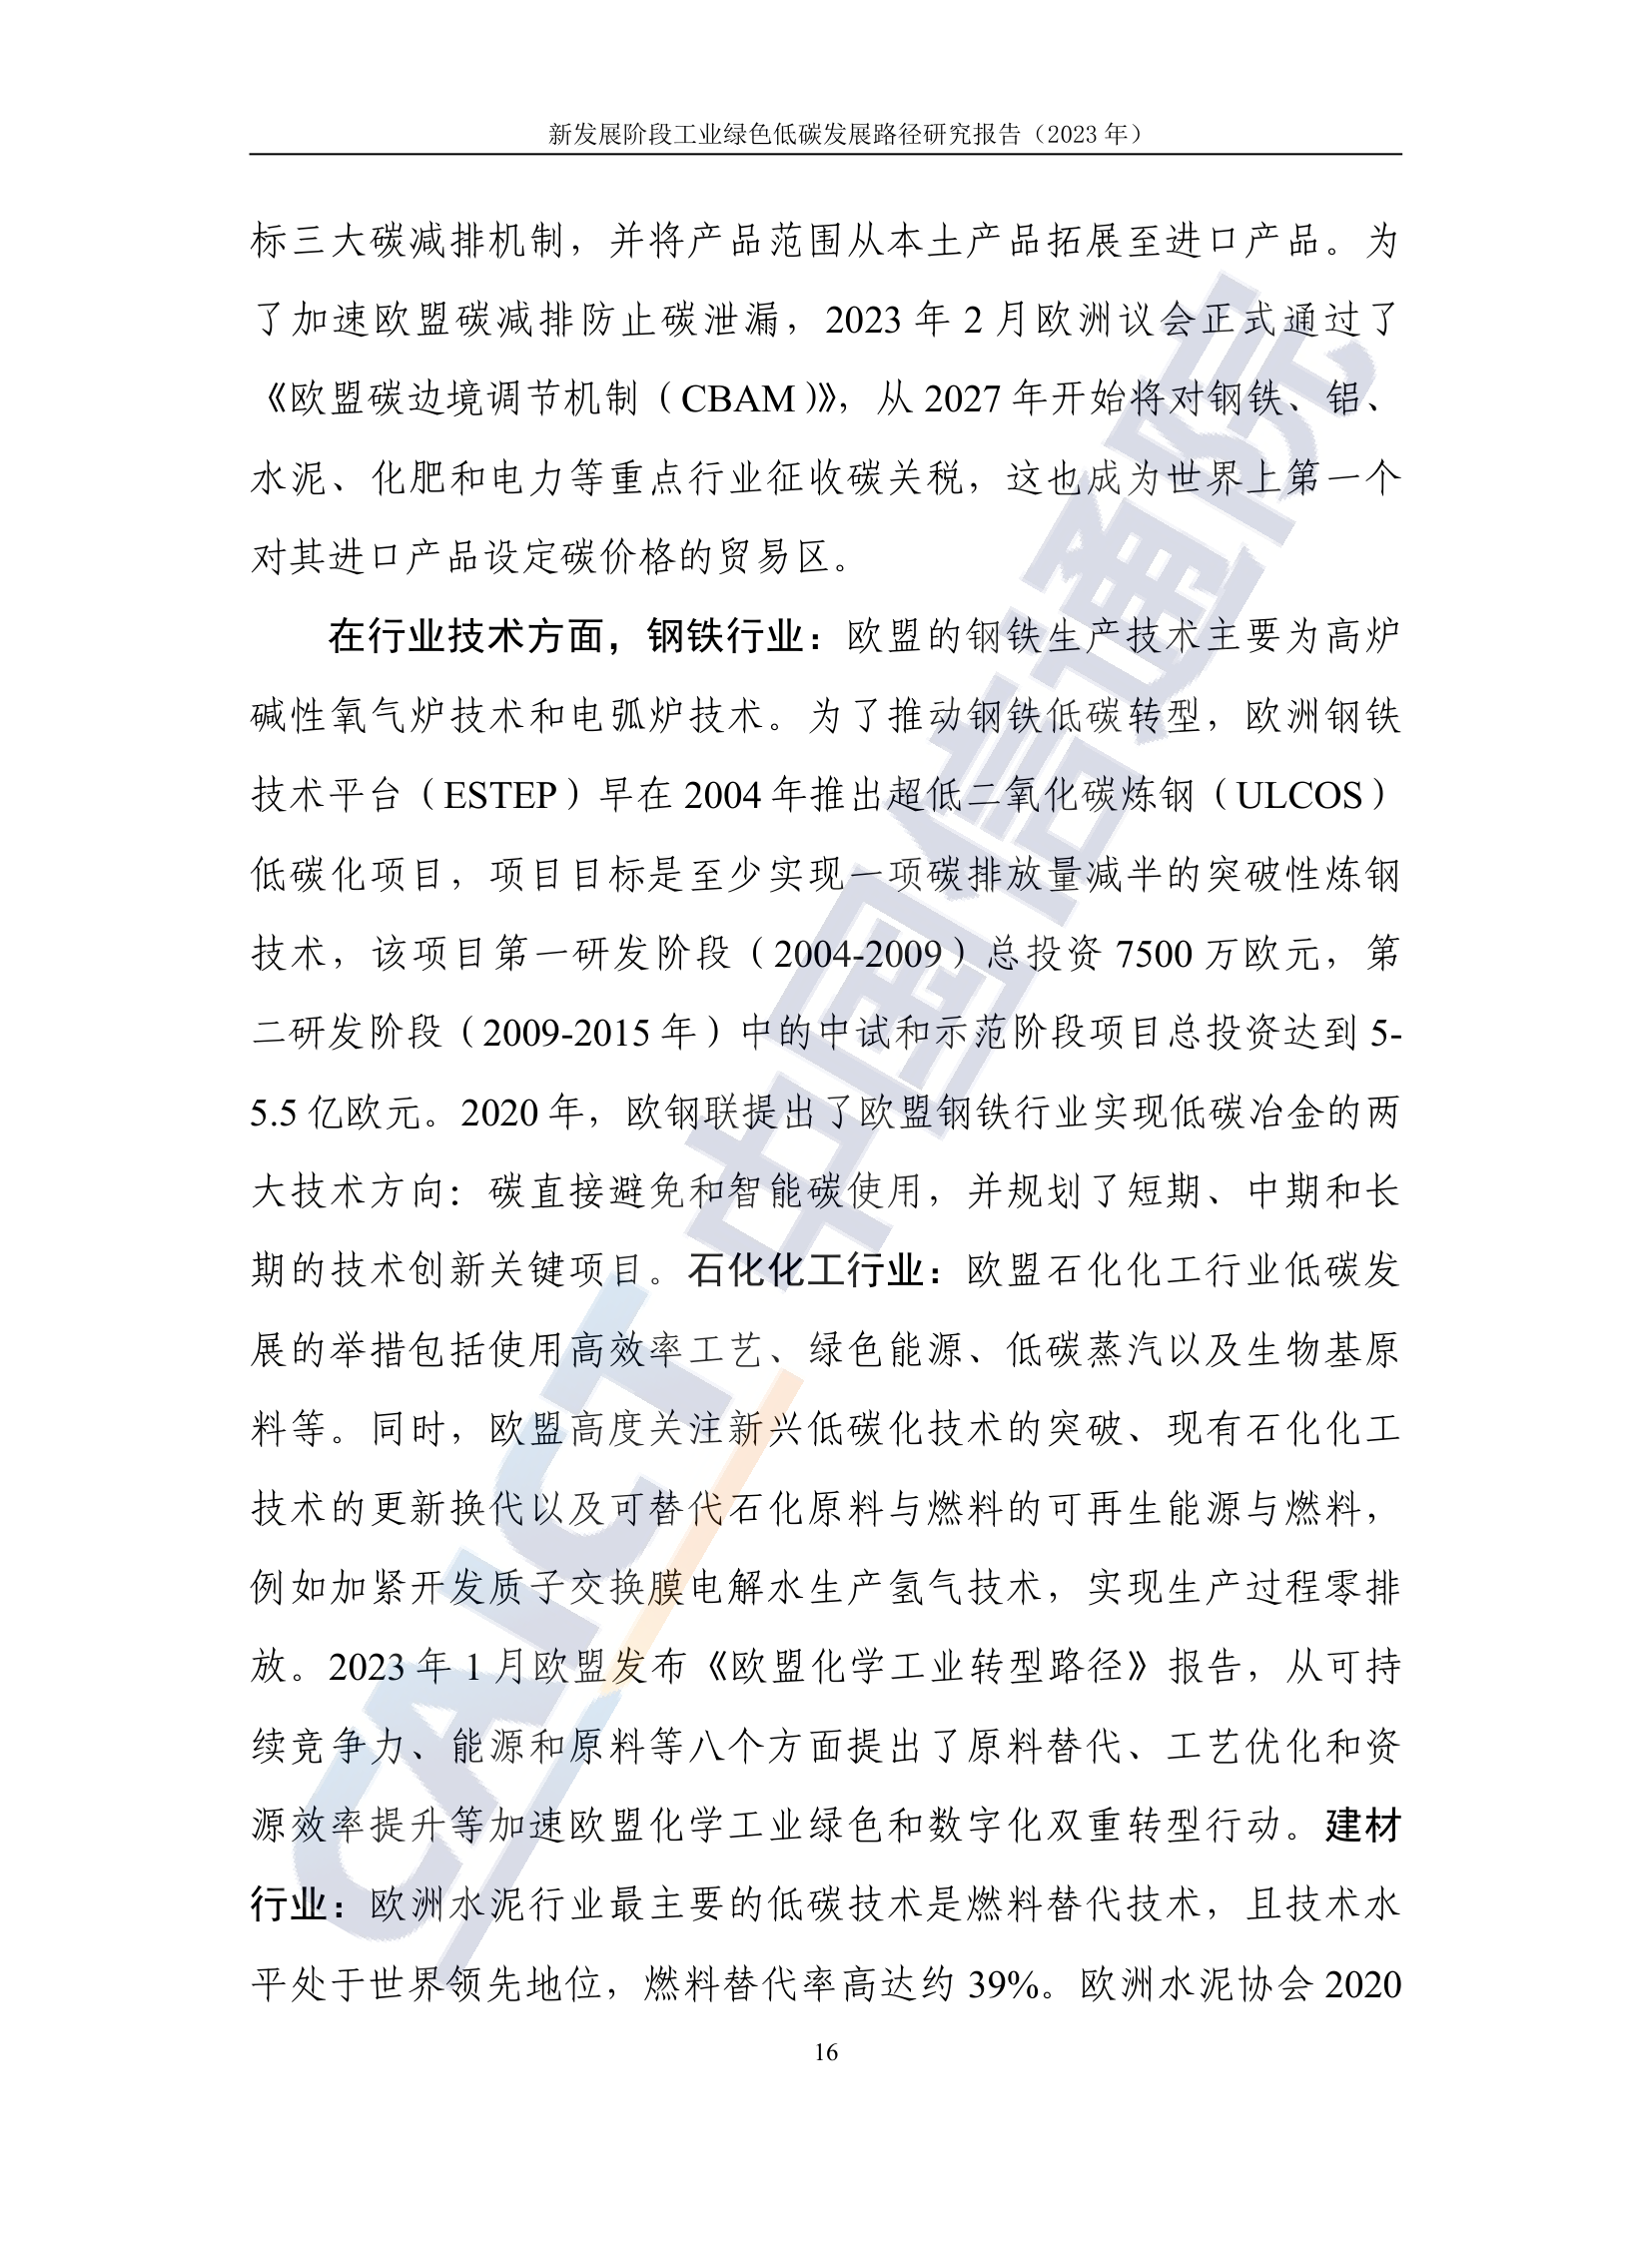 新发展阶段工业绿色低碳发展路径研究报告（2023 年）
标三大碳减排机制，并将产品范围从本土产品拓展至进口产品。为
了加速欧盟碳减排防止碳泄漏，2023 年 2 月欧洲议会正式通过了
《欧盟碳边境调节机制（CBAM）》，从 2027 年开始将对钢铁、铝、
水泥、化肥和电力等重点行业征收碳关税，这也成为世界上第一个
对其进口产品设定碳价格的贸易区。
在行业技术方面，钢铁行业：欧盟的钢铁生产技术主要为高炉
碱性氧气炉技术和电弧炉技术。为了推动钢铁低碳转型，欧洲钢铁
技术平台（ESTEP）早在 2004 年推出超低二氧化碳炼钢（ULCOS）
低碳化项目，项目目标是至少实现一项碳排放量减半的突破性炼钢
技术，该项目第一研发阶段（2004-2009）总投资 7500 万欧元，第
二研发阶段（2009-2015 年）中的中试和示范阶段项目总投资达到 5-
5.5 亿欧元。2020 年，欧钢联提出了欧盟钢铁行业实现低碳冶金的两
大技术方向：碳直接避免和智能碳使用，并规划了短期、中期和长
期的技术创新关键项目。石化化工行业：欧盟石化化工行业低碳发
展的举措包括使用高效率工艺、绿色能源、低碳蒸汽以及生物基原
料等。同时，欧盟高度关注新兴低碳化技术的突破、现有石化化工
技术的更新换代以及可替代石化原料与燃料的可再生能源与燃料，
例如加紧开发质子交换膜电解水生产氢气技术，实现生产过程零排
放。2023 年 1 月欧盟发布《欧盟化学工业转型路径》报告，从可持
续竞争力、能源和原料等八个方面提出了原料替代、工艺优化和资
源效率提升等加速欧盟化学工业绿色和数字化双重转型行动。建材
行业：欧洲水泥行业最主要的低碳技术是燃料替代技术，且技术水
平处于世界领先地位，燃料替代率高达约 39%。欧洲水泥协会 2020
16
CAICT 中国信通院